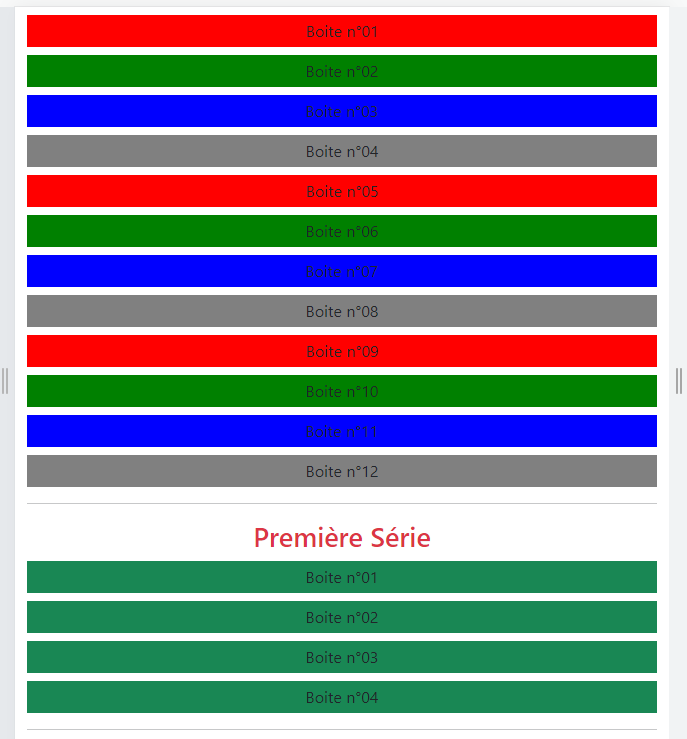 Boite n°01
Boite n°02
Boite n°03
Boite n°04
Boite n°05
Boite n°06
Boite n°07
Boite n°08
Boite n°09
Boite n°10
Boite n°11
Boite n°12
Première Série
Boite n°01
Boite n°02
Boite n°03
Boite n°04